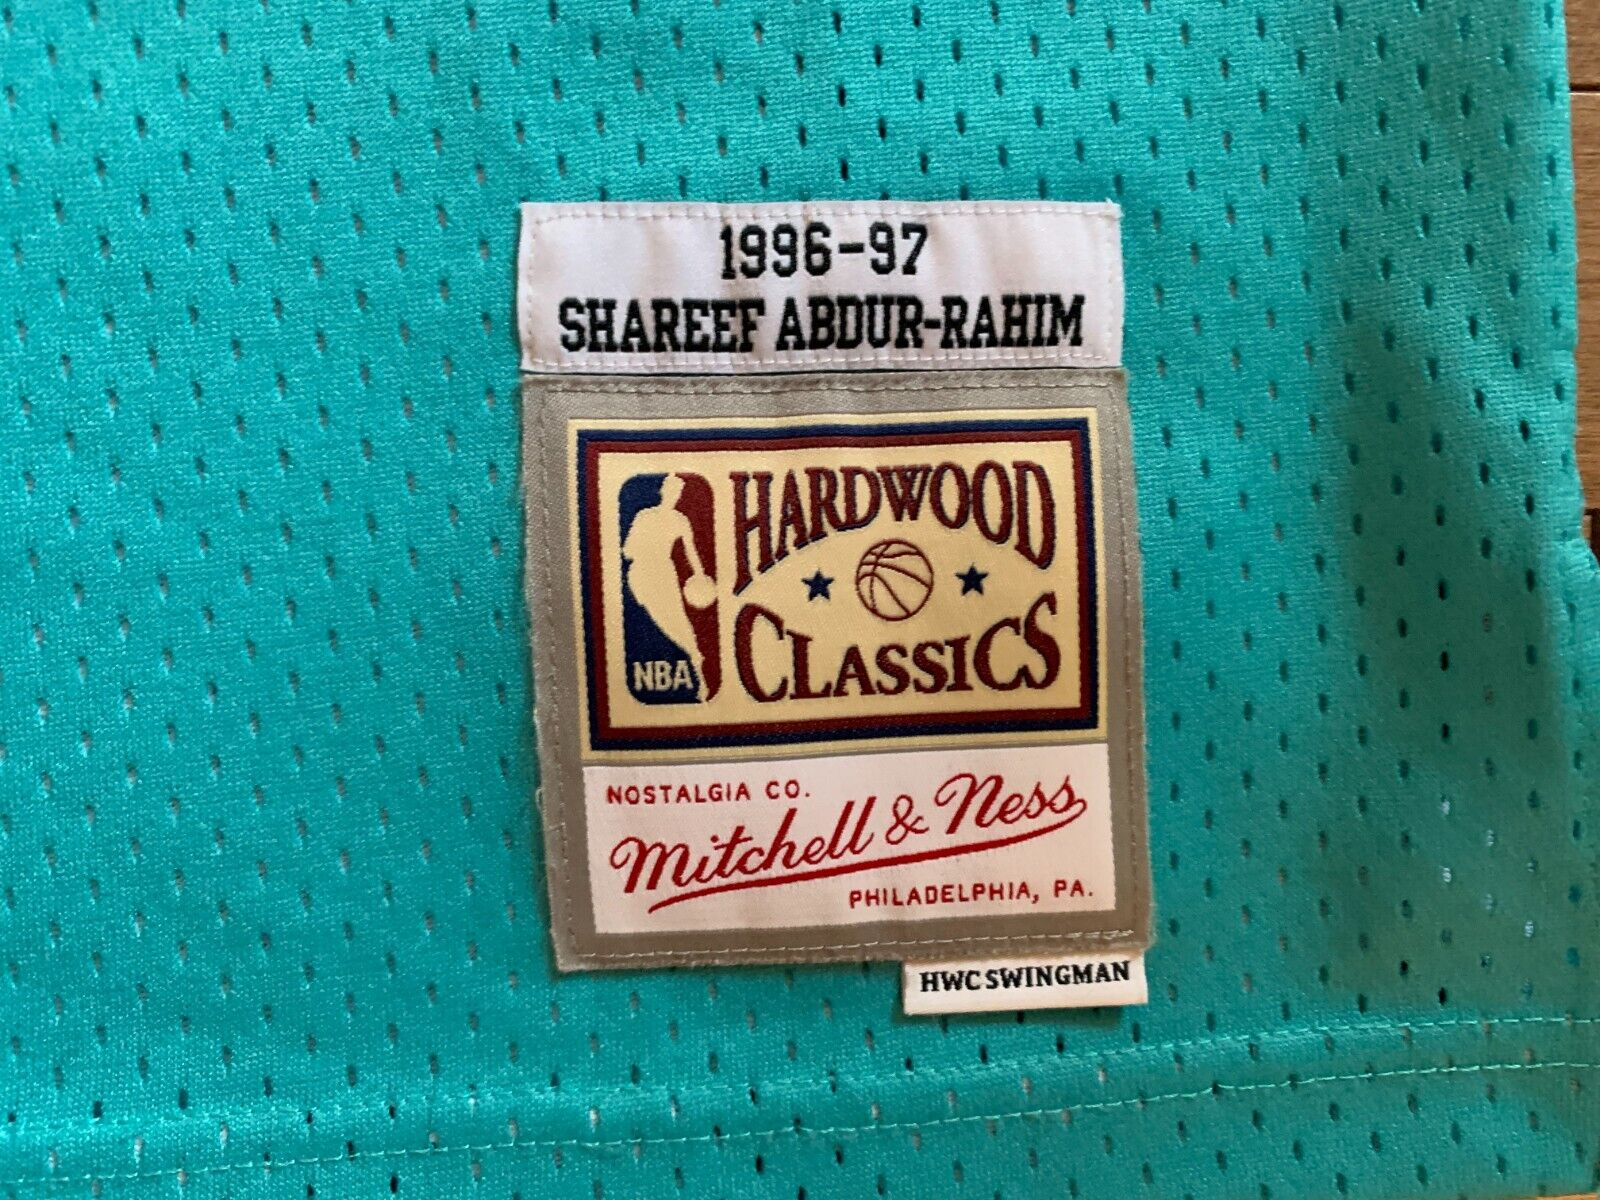 1996-97
SHAREEF ABDUR-RAHIM
HARDWOOD
CLASSICS
NBA
NOSTALGIA CO.
Mitchell & Ness
PHILADELPHIA, PA.
HWC SWINGMAN